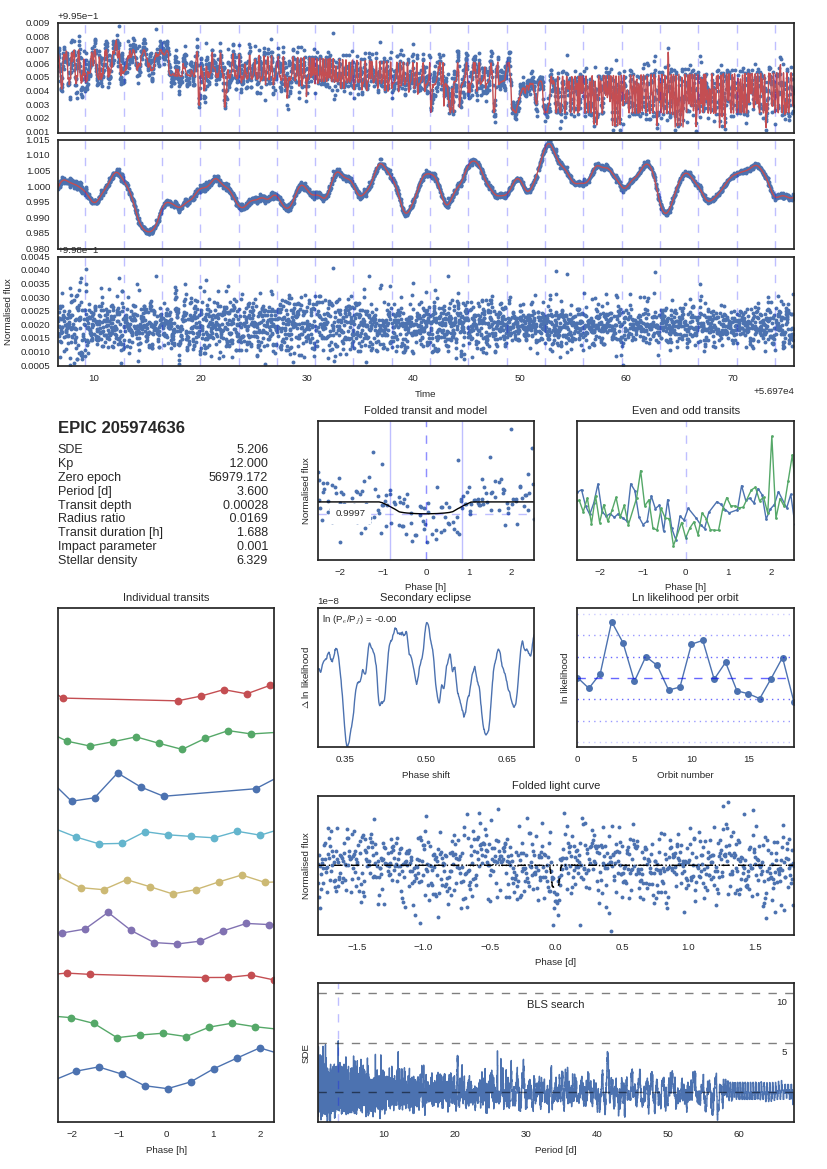 +9.95e−1
0.009
0.008
0.007
0.006
0.005
0.004
0.003
0.002
0.001
1.015
1.010
1.005
1.000
0.995
0.990
0.985
0.980
+9.98e−1
0.0045
0.0040
0.0035
0.0030
0.0025
0.0020
0.0015
0.0010
0.0005
Normalised flux
10 20 30 40 50 60 70
Time
+5.697e4
EPIC 205974636
SDE 5.206
Kp 12.000
Zero epoch 56979.172
Period [d] 3.600
Transit depth 0.00028
Radius ratio 0.0169
Transit duration [h] 1.688
Impact parameter 0.001
Stellar density 6.329
Folded transit and model
Normalised flux
0.9997
−2 −1 0 1 2
Phase [h]
Even and odd transits
−2 −1 0 1 2
Phase [h]
Individual transits
−2 −1 0 1 2
Phase [h]
Secondary eclipse
1e−8
Δ ln likelihood
0.35 0.50 0.65
Phase shift
Ln likelihood per orbit
ln likelihood
0 5 10 15
Orbit number
Folded light curve
Normalised flux
−1.5 −1.0 −0.5 0.0 0.5 1.0 1.5
Phase [d]
BLS search
10
5
SDE
10 20 30 40 50 60
Period [d]